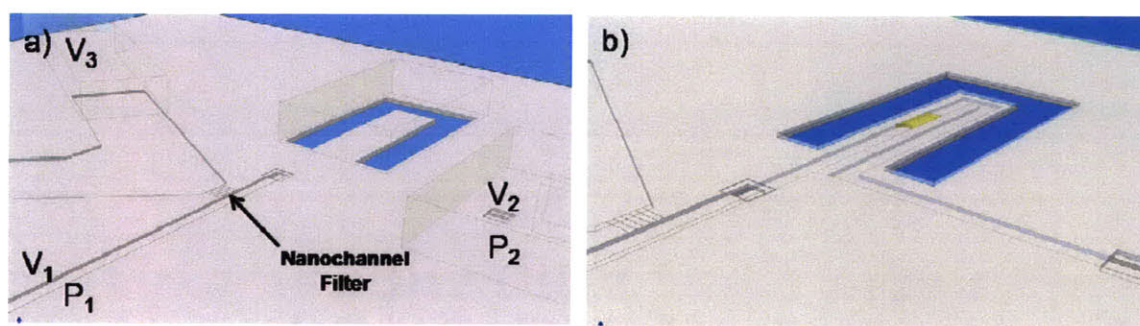 a)
V3
V1
P1
Nanochannel
Filter
V2
P2
b)